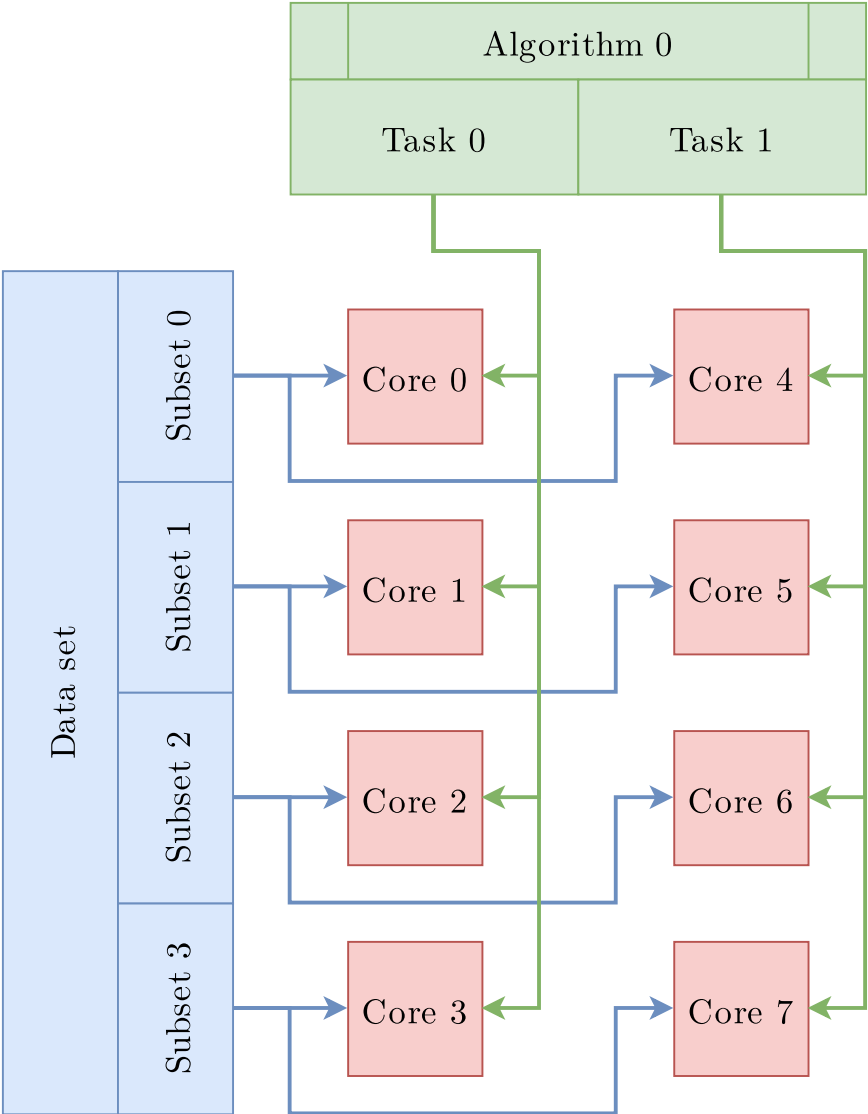 Algorithm 0
Task 0
Task 1
Data set
Subset 0
Core 0
Core 4
Subset 1
Core 1
Core 5
Subset 2
Core 2
Core 6
Subset 3
Core 3
Core 7